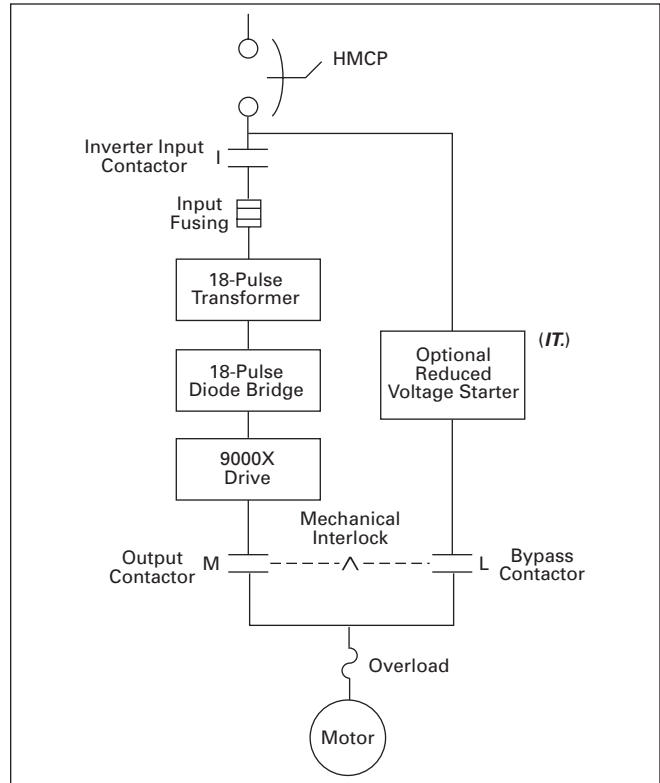 HMCP
Inverter Input
Contactor
I
Input
Fusing
18-Pulse
Transformer
(IT.)
Optional
Reduced
Voltage Starter
18-Pulse
Diode Bridge
9000X
Drive
Mechanical
Interlock
Output
Contactor
M
L
Bypass
Contactor
Overload
Motor